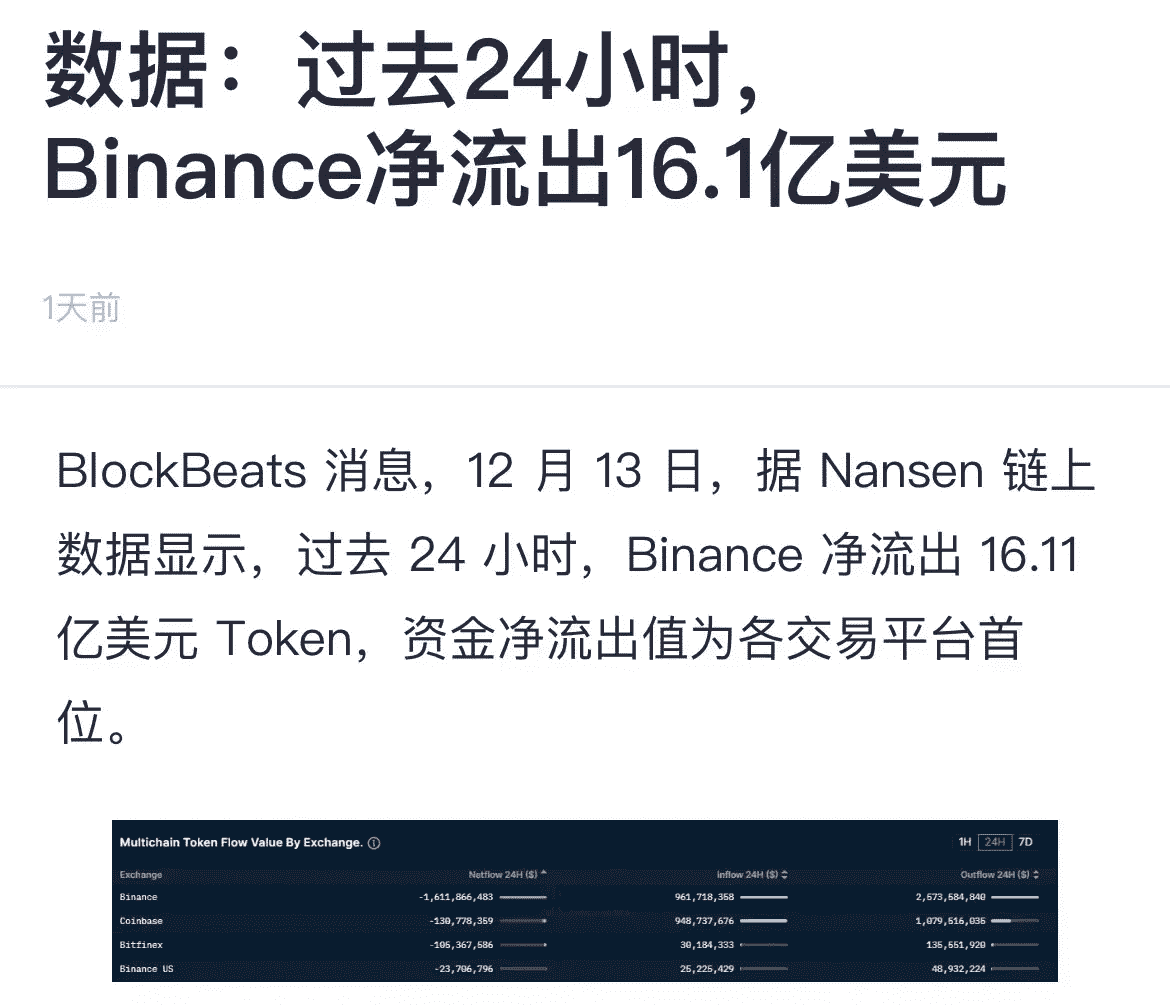 数据：过去24小时，
Binance净流出16.1亿美元
1天前
BlockBeats 消息，12 月 13 日，据 Nansen 链上
数据显示，过去 24 小时，Binance 净流出 16.11
亿美元 Token，资金净流出值为各交易平台首
位。
Multichain Token Flow Value By Exchange. 1H 24H 7D
Exchange Netflow 24H ($) Inflow 24H ($) Outflow 24H ($)
Binance -1,611,866,483 961,718,358 2,573,584,840
Coinbase -130,778,359 948,737,676 1,079,516,035
Bitfinex -105,367,586 30,184,333 135,551,920
Binance US -23,706,796 25,225,429 48,932,224